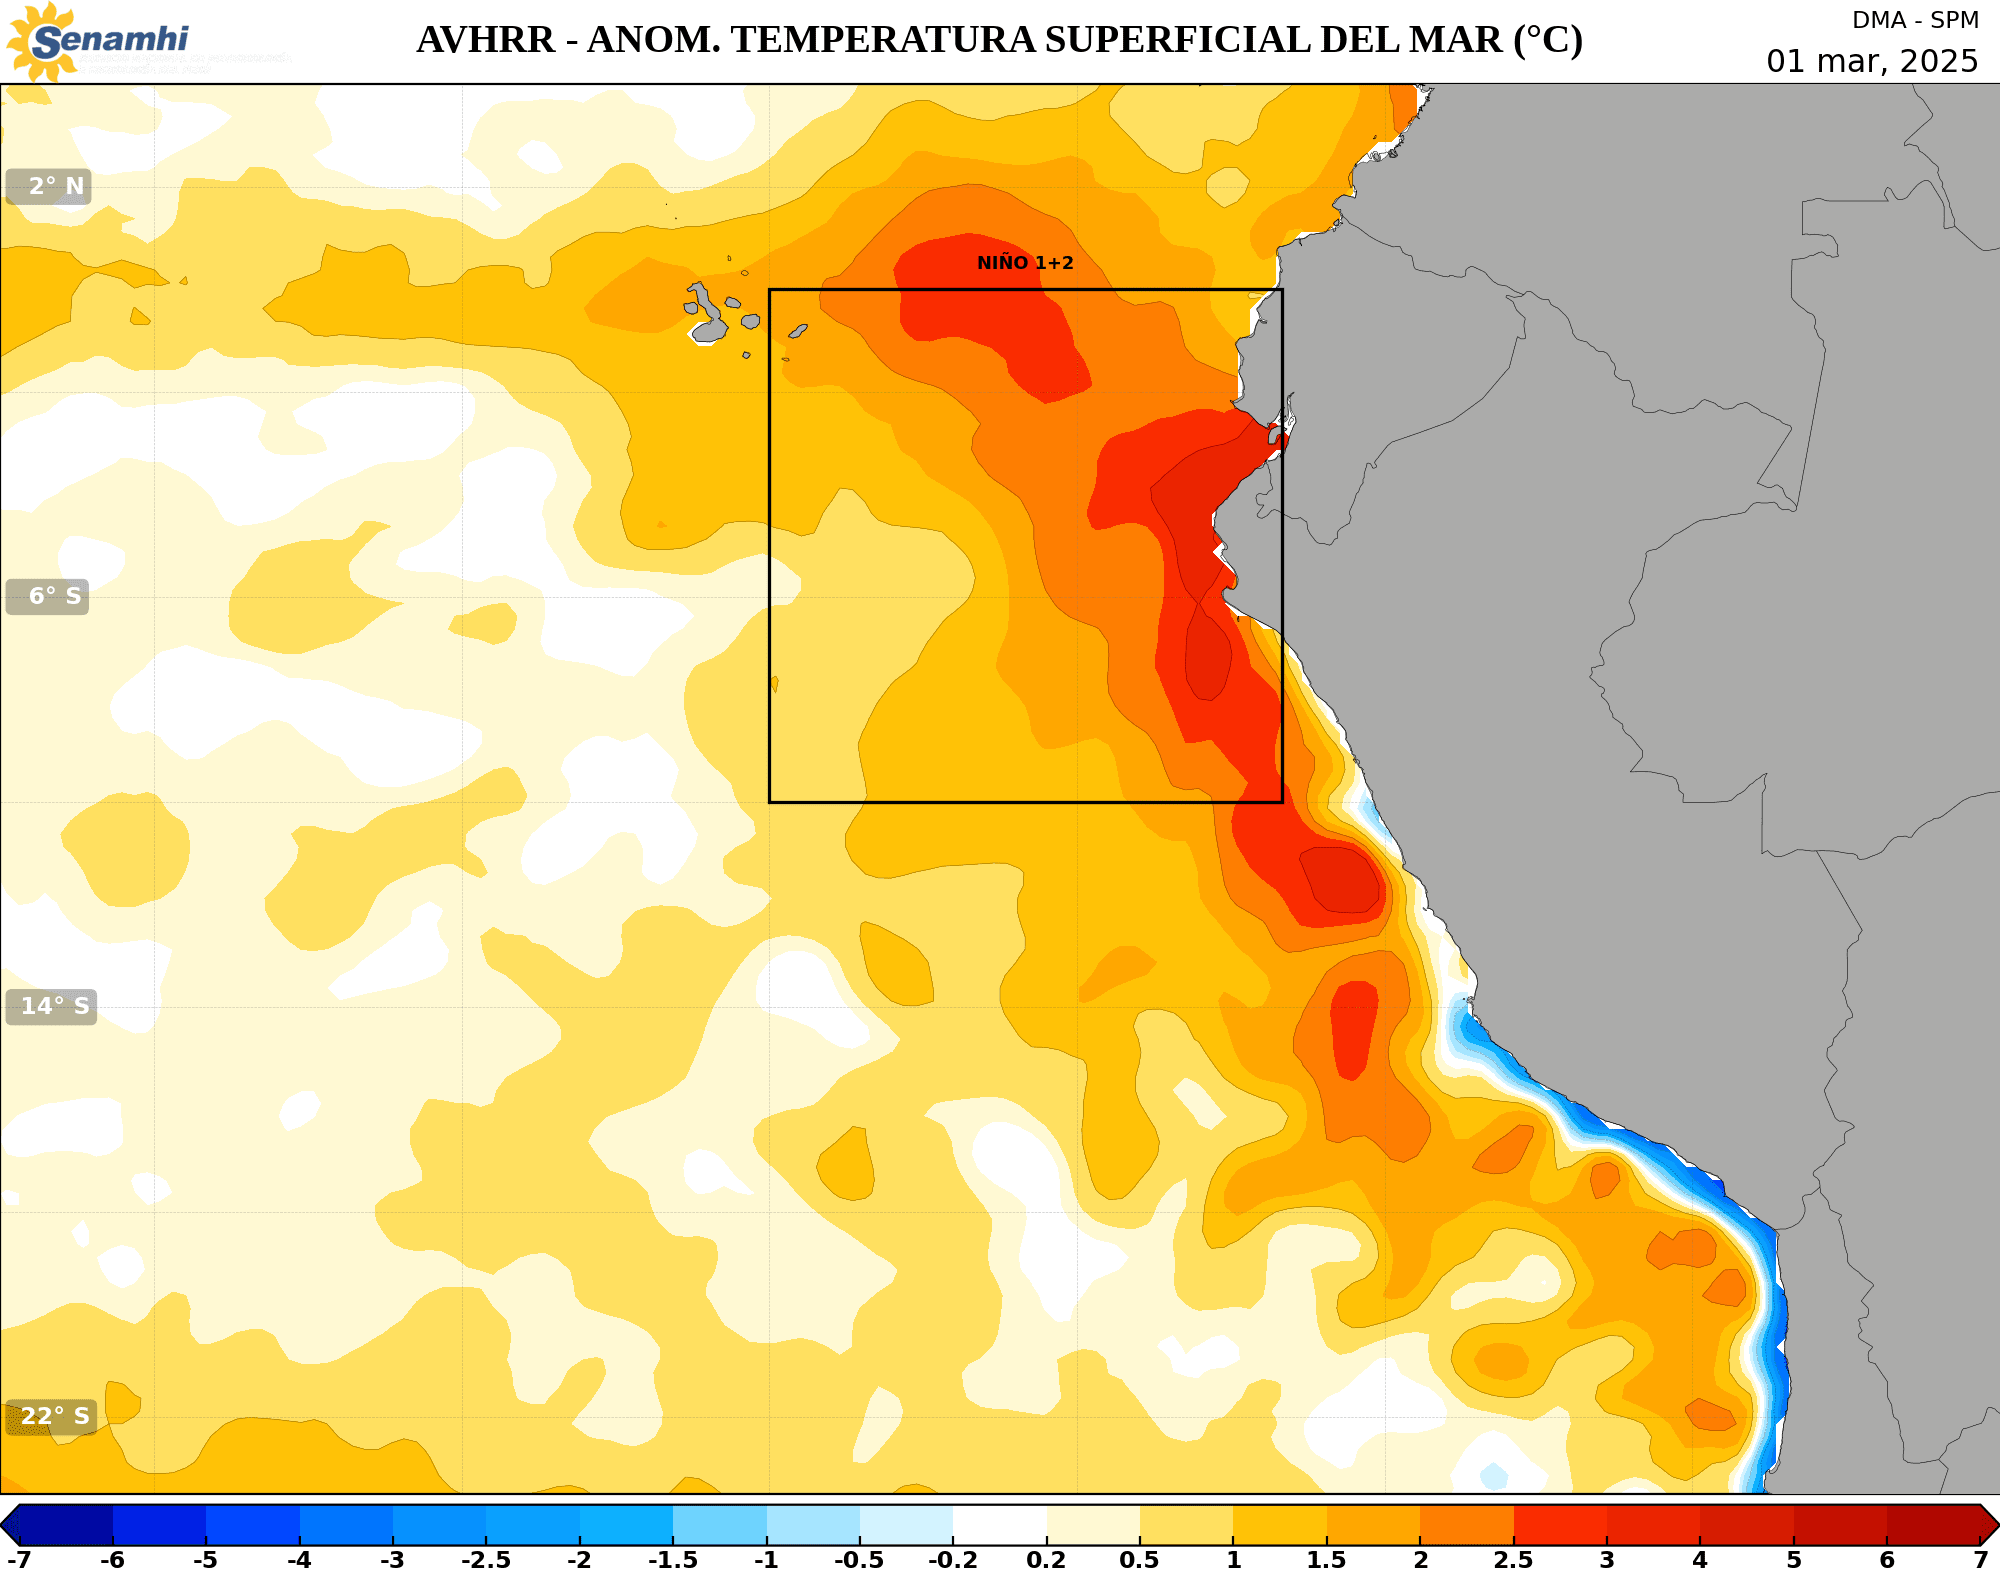 Senamhi
AVHRR - ANOM. TEMPERATURA SUPERFICIAL DEL MAR (°C)
DMA - SPM
01 mar, 2025
2° N
NIÑO 1+2
6° S
14° S
22° S
-7 -6 -5 -4 -3 -2.5 -2 -1.5 -1 -0.5 -0.2 0.2 0.5 1 1.5 2 2.5 3 4 5 6 7